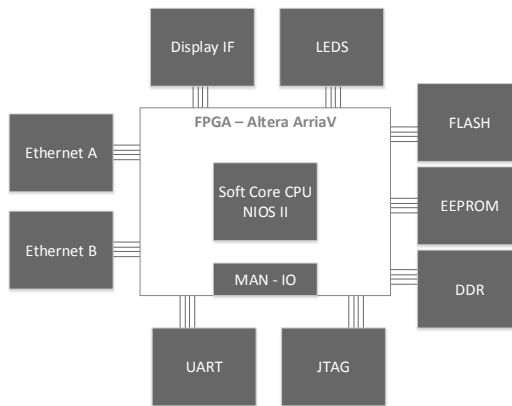 Display IF
LEDS
FPGA – Altera ArriaV
FLASH
Ethernet A
Soft Core CPU
NIOS II
EEPROM
Ethernet B
MAN - IO
DDR
UART
JTAG